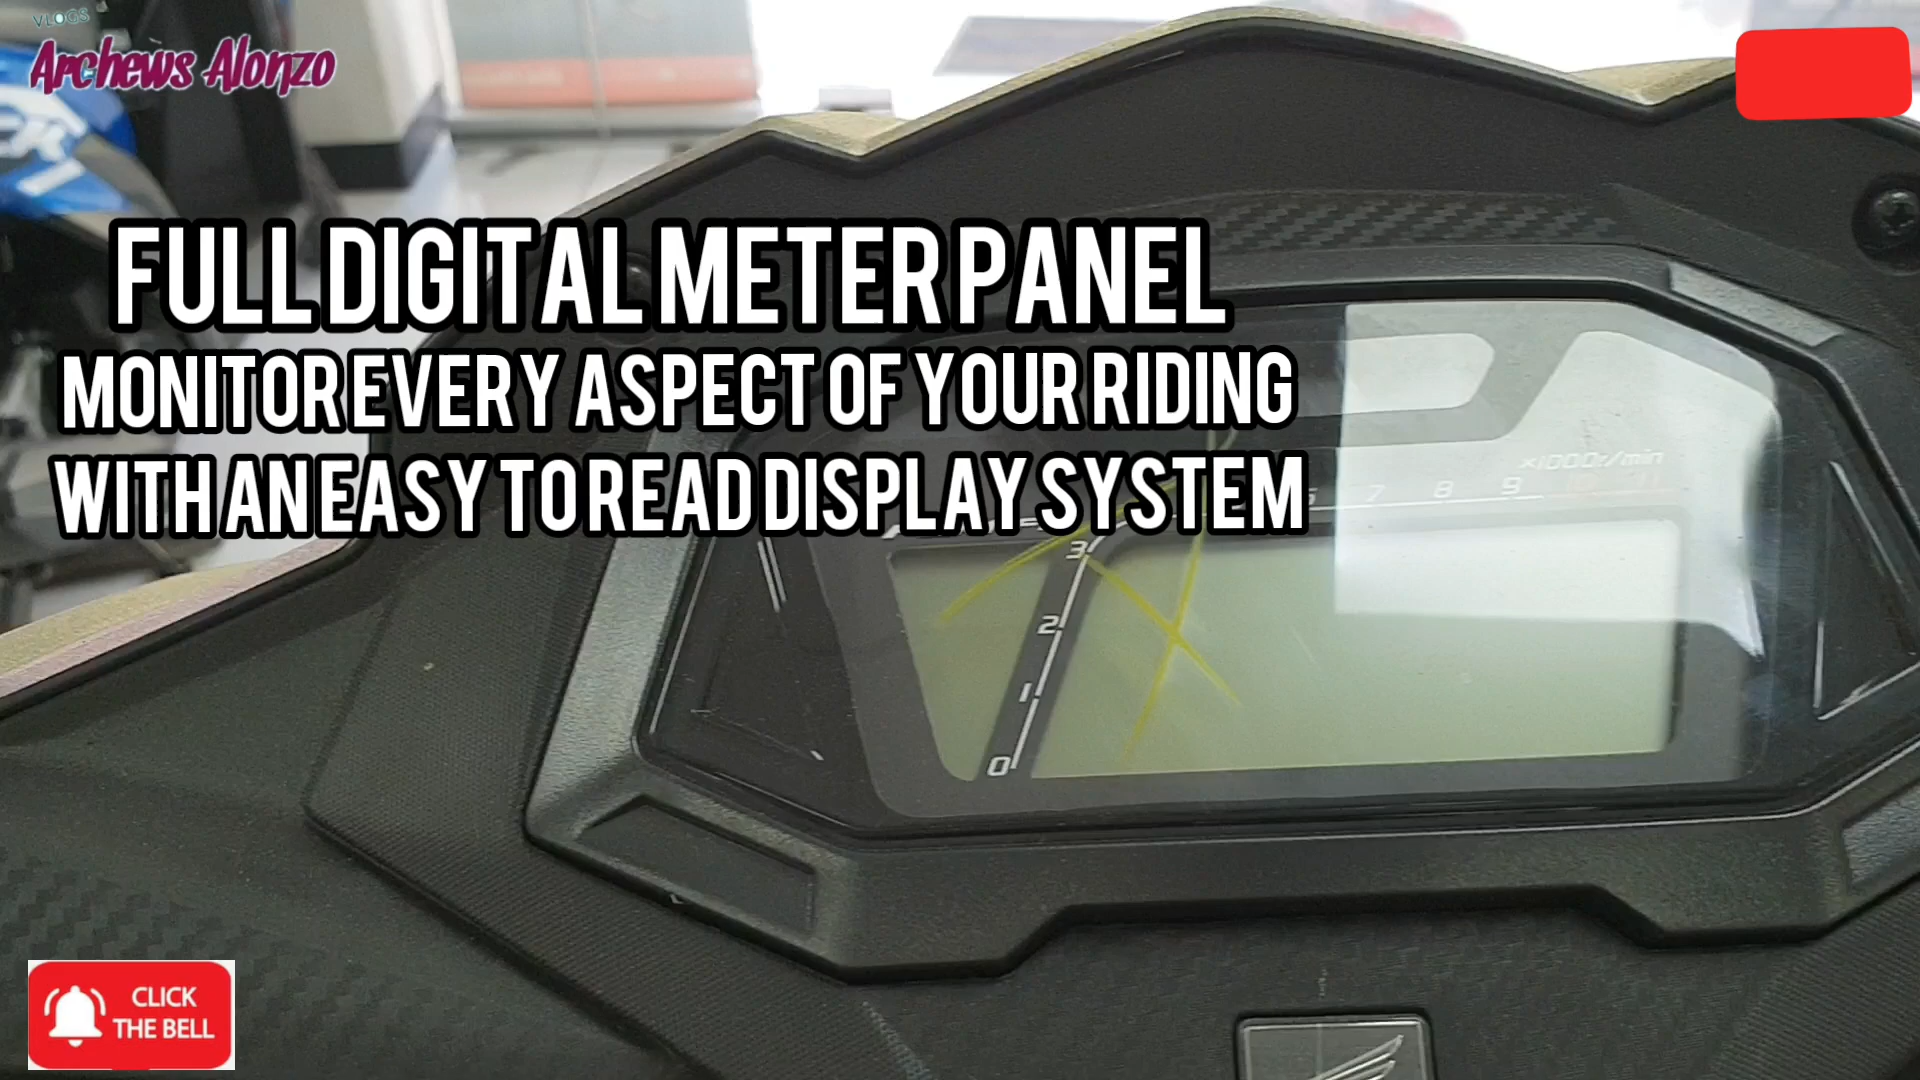 VLOGS
Archews Alonzo
FULL DIGITAL METER PANEL
MONITOR EVERY ASPECT OF YOUR RIDING
WITH AN EASY TO READ DISPLAY SYSTEM
×1000r/min
7 8 9
3
2
1
0
CLICK
THE BELL